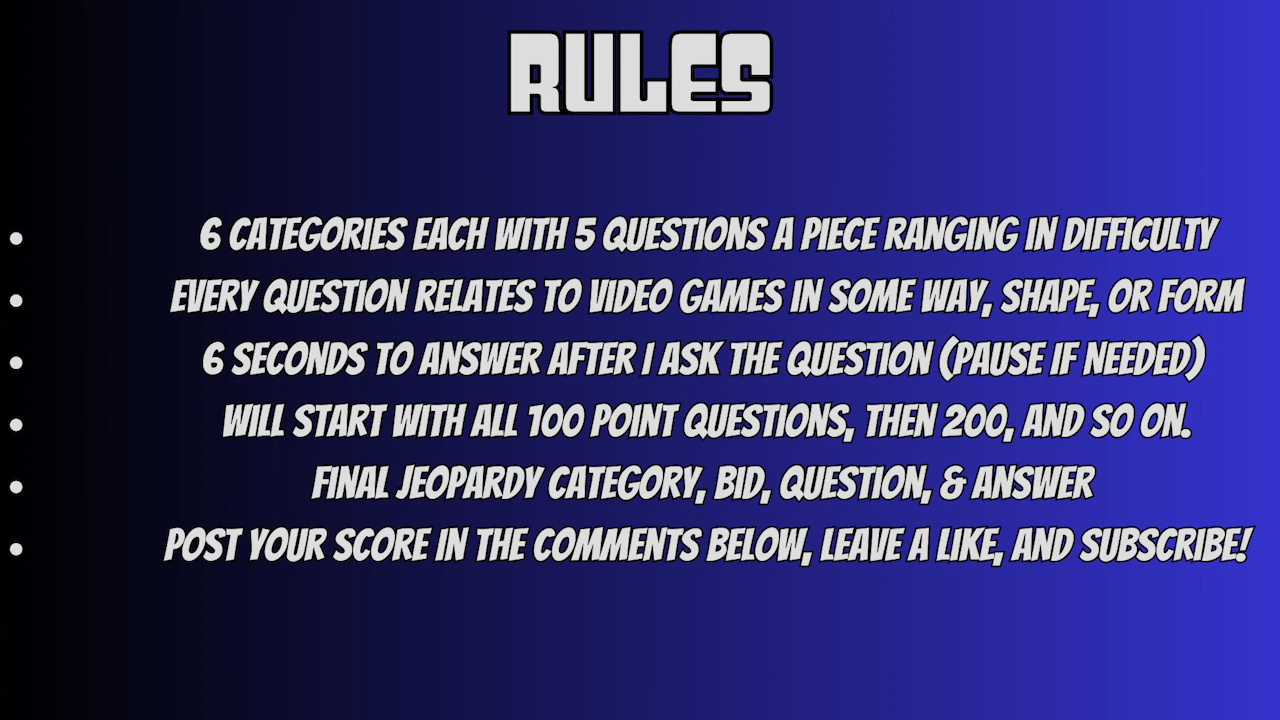 RULES
6 CATEGORIES EACH WITH 5 QUESTIONS A PIECE RANGING IN DIFFICULTY
EVERY QUESTION RELATES TO VIDEO GAMES IN SOME WAY, SHAPE, OR FORM
6 SECONDS TO ANSWER AFTER I ASK THE QUESTION (PAUSE IF NEEDED)
WILL START WITH ALL 100 POINT QUESTIONS, THEN 200, AND SO ON.
FINAL JEOPARDY CATEGORY, BID, QUESTION, & ANSWER
POST YOUR SCORE IN THE COMMENTS BELOW, LEAVE A LIKE, AND SUBSCRIBE!